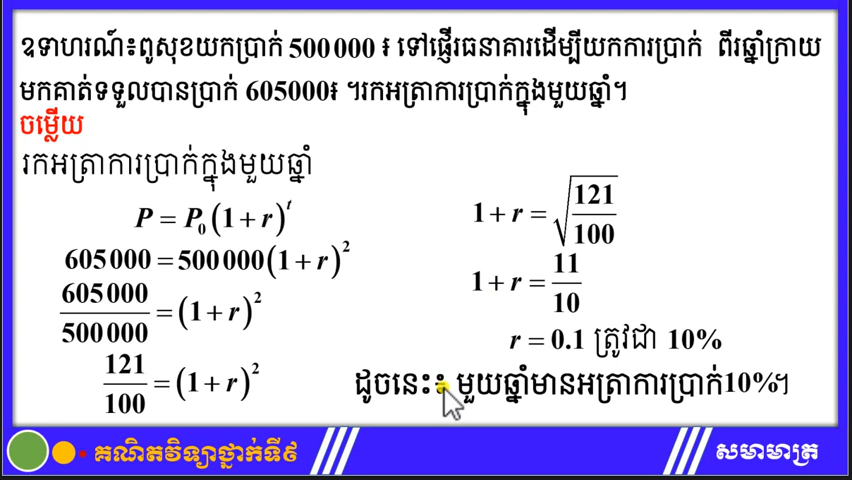 ឧទាហរណ៍៖ពូសុខយកប្រាក់ 500 000 ៛ ទៅផ្ញើរធនាគារដើម្បីយកការប្រាក់ ពីរឆ្នាំក្រោយ
មកគាត់ទទួលបានប្រាក់ 605000៛ ។រកអត្រាការប្រាក់ក្នុងមួយឆ្នាំ។
ចម្លើយ
រកអត្រាការប្រាក់ក្នុងមួយឆ្នាំ
P = P₀(1 + r)ᵗ
605 000 = 500 000(1 + r)²
605 000/500 000 = (1 + r)²
121/100 = (1 + r)²
1 + r = √(121/100)
1 + r = 11/10
r = 0.1 ត្រូវជា 10%
ដូចនេះ៖ មួយឆ្នាំមានអត្រាការប្រាក់10%។
គណិតវិទ្យាថ្នាក់ទី៩
សមាមាត្រ